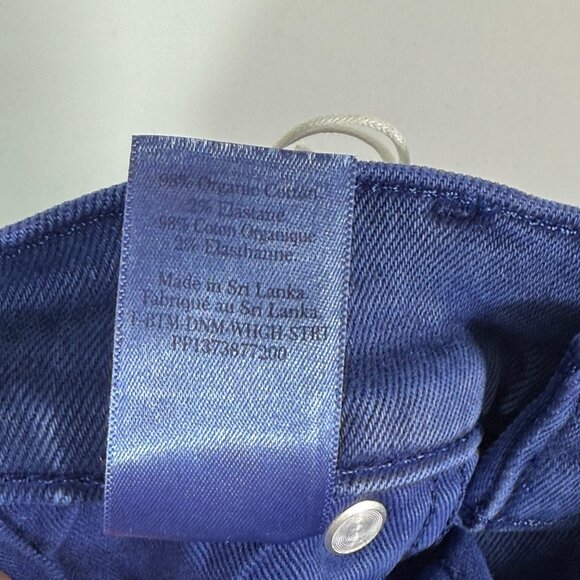 98% Organic Cotton
2% Elastane
98% Coton Organique
2% Elasthanne.
Made in Sri Lanka.
Fabriqué au Sri Lanka.
F-BTM-DNM-WHGH-STRT
PP1373877200